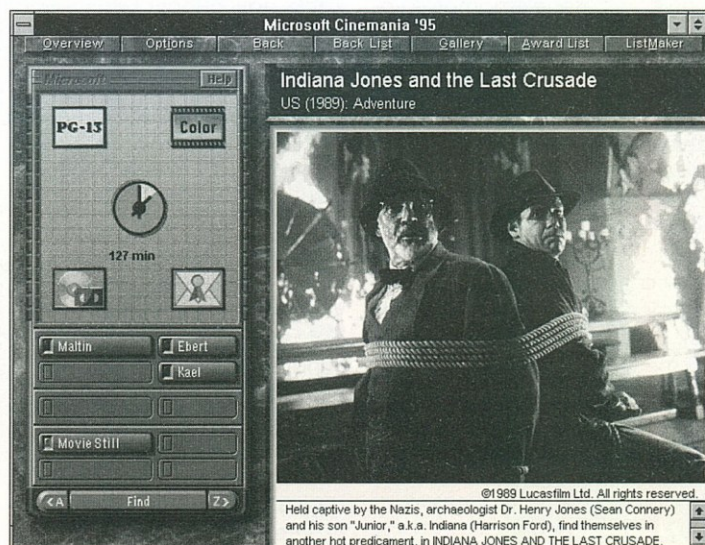 Microsoft Cinemania '95
Overview Options Back Back List Gallery Award List ListMaker
Microsoft Help
PG-13 Color
127 min
Maltin Ebert
Kael
Movie Still
<A Find Z>
Indiana Jones and the Last Crusade
US (1989): Adventure
©1989 Lucasfilm Ltd. All rights reserved.
Held captive by the Nazis, archaeologist Dr. Henry Jones (Sean Connery)
and his son "Junior," a.k.a. Indiana (Harrison Ford), find themselves in
another hot predicament, in INDIANA JONES AND THE LAST CRUSADE.